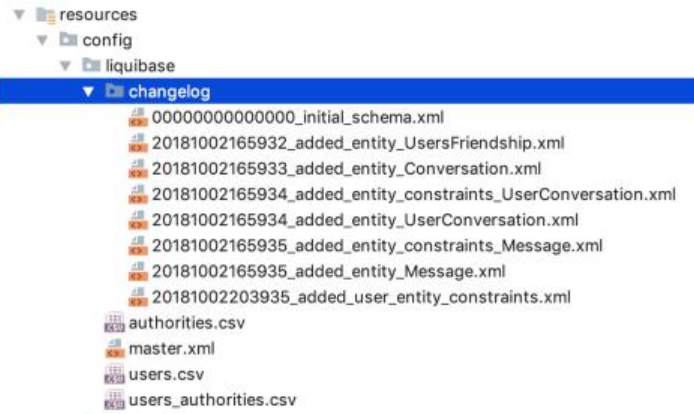 resources
config
liquibase
changelog
00000000000000_initial_schema.xml
20181002165932_added_entity_UsersFriendship.xml
20181002165933_added_entity_Conversation.xml
20181002165934_added_entity_constraints_UserConversation.xml
20181002165934_added_entity_UserConversation.xml
20181002165935_added_entity_constraints_Message.xml
20181002165935_added_entity_Message.xml
20181002203935_added_user_entity_constraints.xml
authorities.csv
master.xml
users.csv
users_authorities.csv